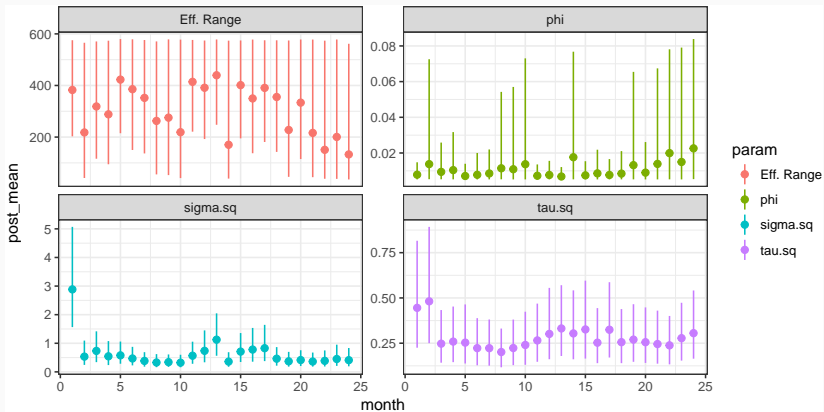 Eff. Range
phi
600
400
200
0.08
0.06
0.04
0.02
param
Eff. Range
phi
sigma.sq
tau.sq
post_mean
sigma.sq
tau.sq
5
4
3
2
1
0
0.75
0.50
0.25
0 5 10 15 20 25
0 5 10 15 20 25
month